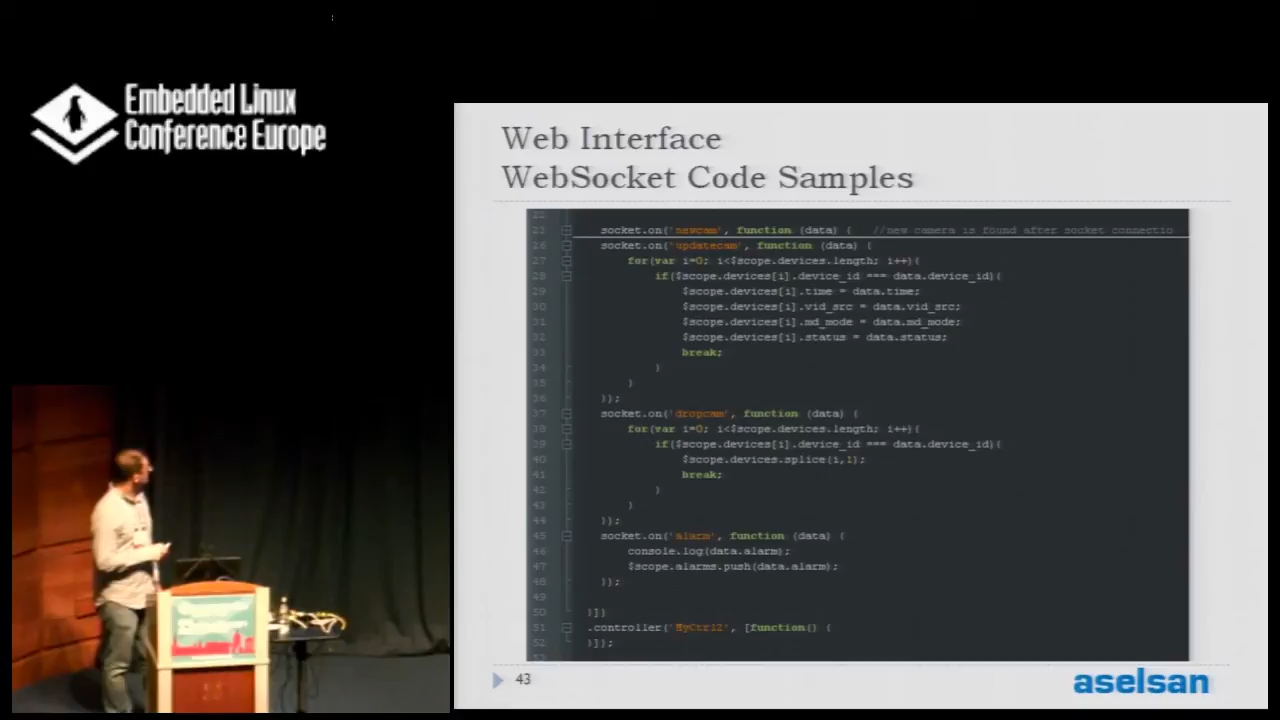 Embedded Linux
Conference Europe
Web Interface
WebSocket Code Samples
22
23 socket.on('newcam', function (data) { //new camera is found after socket connectio
26 socket.on('updatecam', function (data) {
27 for(var i=0; i<$scope.devices.length; i++){
28 if($scope.devices[i].device_id === data.device_id){
29 $scope.devices[i].time = data.time;
30 $scope.devices[i].vid_src = data.vid_src;
31 $scope.devices[i].md_mode = data.md_mode;
32 $scope.devices[i].status = data.status;
33 break;
34 }
35 }
36 });
37 socket.on('dropcam', function (data) {
38 for(var i=0; i<$scope.devices.length; i++){
39 if($scope.devices[i].device_id === data.device_id){
40 $scope.devices.splice(i,1);
41 break;
42 }
43 }
44 });
45 socket.on('alarm', function (data) {
46 console.log(data.alarm);
47 $scope.alarms.push(data.alarm);
48 });
49
50 }])
51 .controller('MyCtrl2', [function() {
52 }]);
43
aselsan